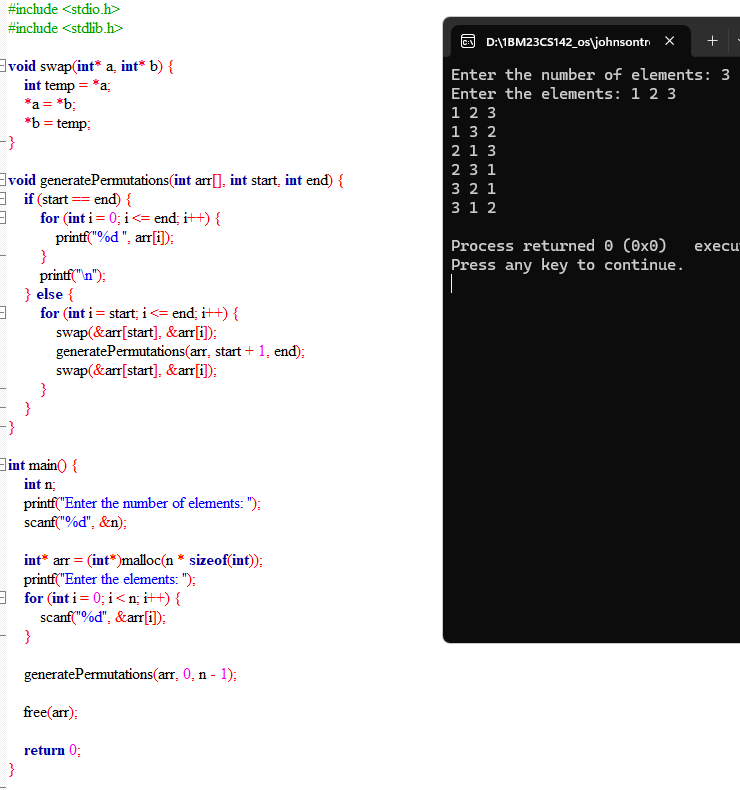 #include <stdio.h>
#include <stdlib.h>
void swap(int* a, int* b) {
int temp = *a;
*a = *b;
*b = temp;
}
void generatePermutations(int arr[], int start, int end) {
if (start == end) {
for (int i = 0; i <= end; i++) {
printf("%d ", arr[i]);
}
printf("\n");
} else {
for (int i = start; i <= end; i++) {
swap(&arr[start], &arr[i]);
generatePermutations(arr, start + 1, end);
swap(&arr[start], &arr[i]);
}
}
}
int main() {
int n;
printf("Enter the number of elements: ");
scanf("%d", &n);
int* arr = (int*)malloc(n * sizeof(int));
printf("Enter the elements: ");
for (int i = 0; i < n; i++) {
scanf("%d", &arr[i]);
}
generatePermutations(arr, 0, n - 1);
free(arr);
return 0;
}
D:\1BM23CS142_os\johnsontr
Enter the number of elements: 3
Enter the elements: 1 2 3
1 2 3
1 3 2
2 1 3
2 3 1
3 2 1
3 1 2
Process returned 0 (0x0)   execu
Press any key to continue.